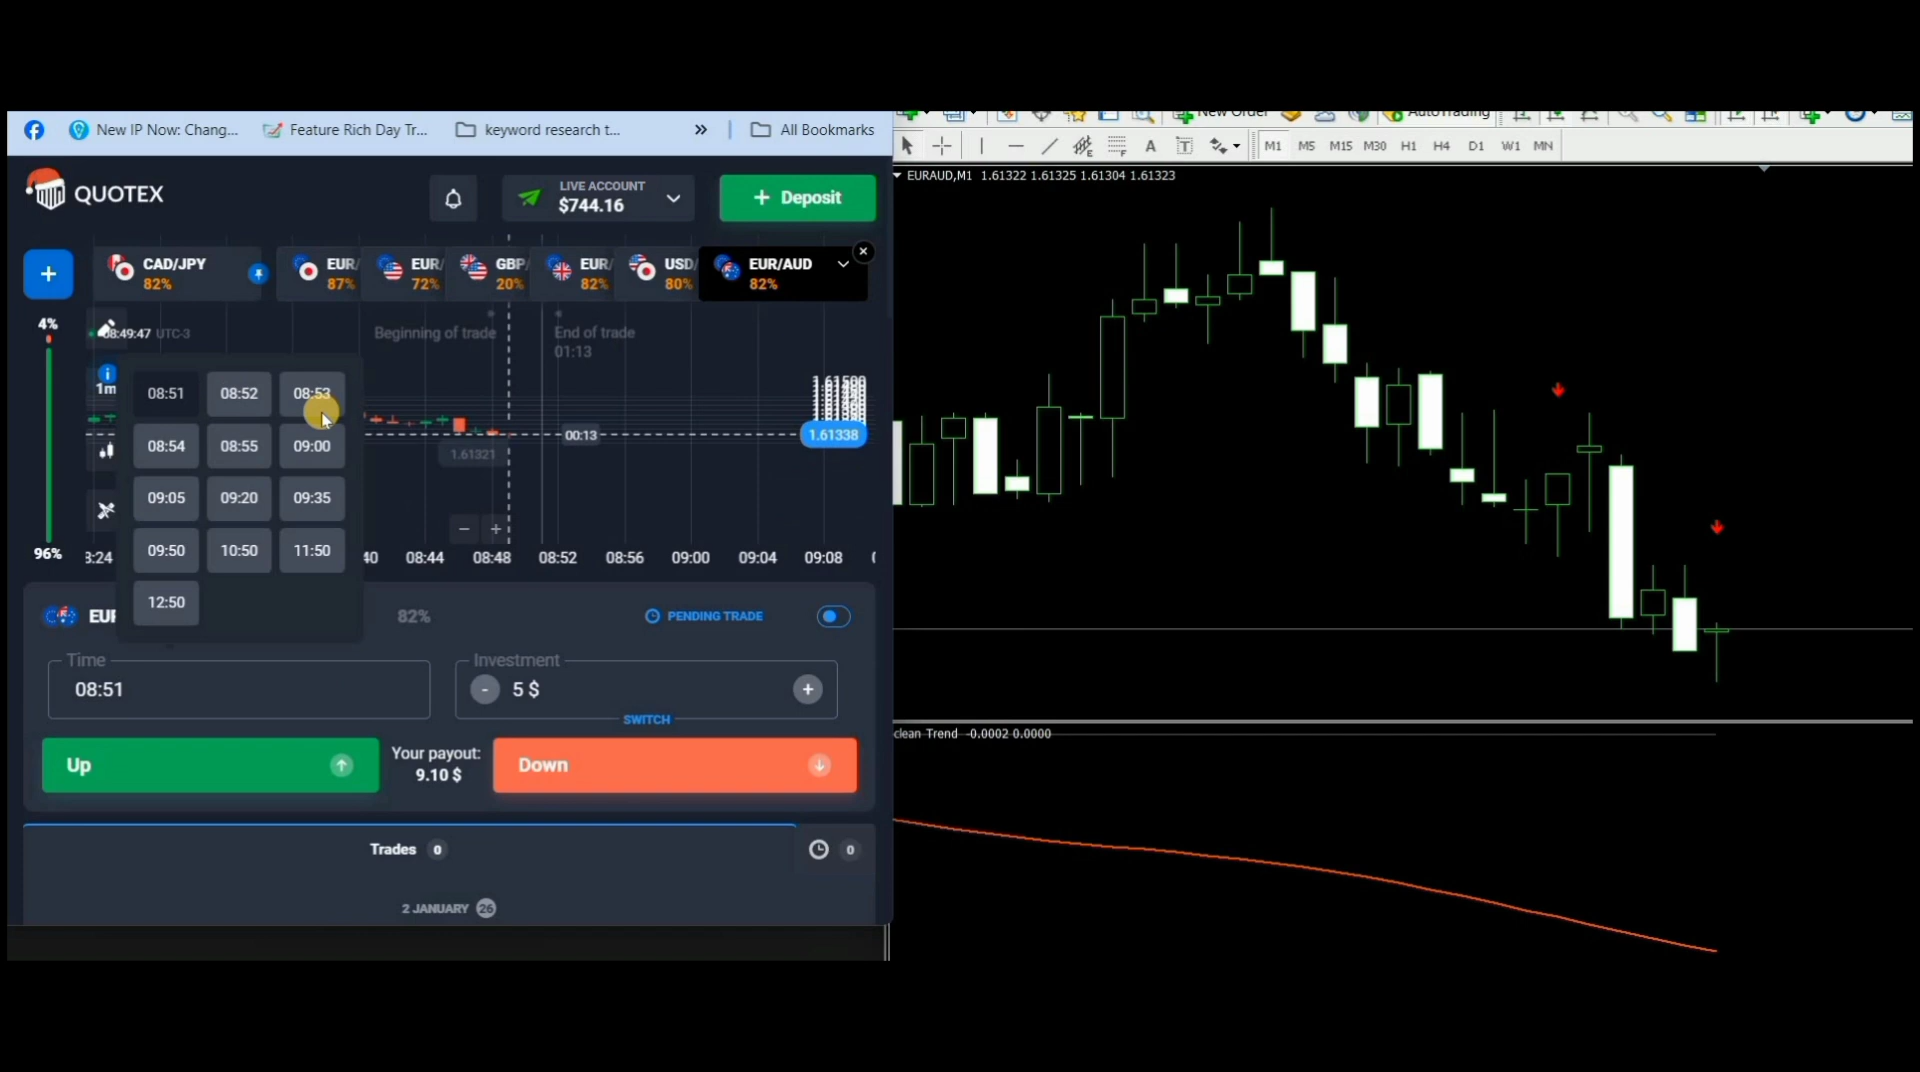 New IP Now: Chang...
Feature Rich Day Tr...
keyword research t...
»
All Bookmarks
QUOTEX
LIVE ACCOUNT
$744.16
+ Deposit
CAD/JPY
82%
EUR/
87%
EUR/
72%
GBP/
20%
EUR/
82%
USD/
80%
EUR/AUD
82%
4%
08:49:47 UTC-3
Beginning of trade
End of trade
01:13
1m
08:51 08:52 08:53
08:54 08:55 09:00
09:05 09:20 09:35
09:50 10:50 11:50
12:50
00:13
1.61338
1.61321
96%
3:24 40 08:44 08:48 08:52 08:56 09:00 09:04 09:08
EUR
82%
PENDING TRADE
Time
08:51
Investment
- 5 $ +
SWITCH
Up
Your payout:
9.10 $
Down
Trades 0
0
2 JANUARY 26
New Order
AutoTrading
A T M1 M5 M15 M30 H1 H4 D1 W1 MN
EURAUD,M1 1.61322 1.61325 1.61304 1.61323
clean Trend -0.0002 0.0000